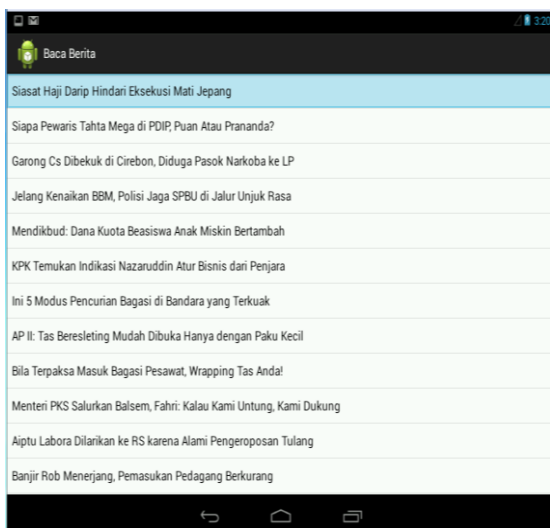 3:20
Baca Berita
Siasat Haji Darip Hindari Eksekusi Mati Jepang
Siapa Pewaris Tahta Mega di PDIP, Puan Atau Prananda?
Garong Cs Dibekuk di Cirebon, Diduga Pasok Narkoba ke LP
Jelang Kenaikan BBM, Polisi Jaga SPBU di Jalur Unjuk Rasa
Mendikbud: Dana Kuota Beasiswa Anak Miskin Bertambah
KPK Temukan Indikasi Nazaruddin Atur Bisnis dari Penjara
Ini 5 Modus Pencurian Bagasi di Bandara yang Terkuak
AP II: Tas Beresleting Mudah Dibuka Hanya dengan Paku Kecil
Bila Terpaksa Masuk Bagasi Pesawat, Wrapping Tas Anda!
Menteri PKS Salurkan Balsem, Fahri: Kalau Kami Untung, Kami Dukung
Aiptu Labora Dilarikan ke RS karena Alami Pengeroposan Tulang
Banjir Rob Menerjang, Pemasukan Pedagang Berkurang